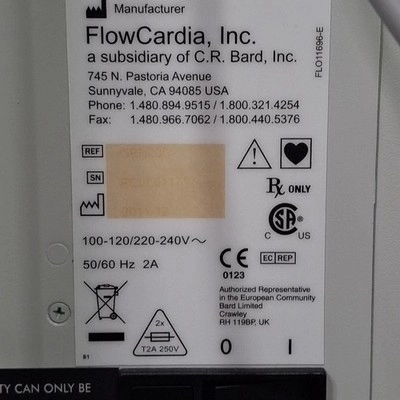 Manufacturer
FlowCardia, Inc.
a subsidiary of C.R. Bard, Inc.
745 N. Pastoria Avenue
Sunnyvale, CA 94085 USA
Phone: 1.480.894.9515 / 1.800.321.4254
Fax: 1.480.966.7062 / 1.800.440.5376
FLO11696-E
REF
SN
Rx ONLY
CSA
C US
100-120/220-240V~
50/60 Hz 2A
CE
0123
EC REP
Authorized Representative
in the European Community
Bard Limited
Crawley
RH 119BP, UK
2x
T2A 250V
B1
0 I
TY CAN ONLY BE